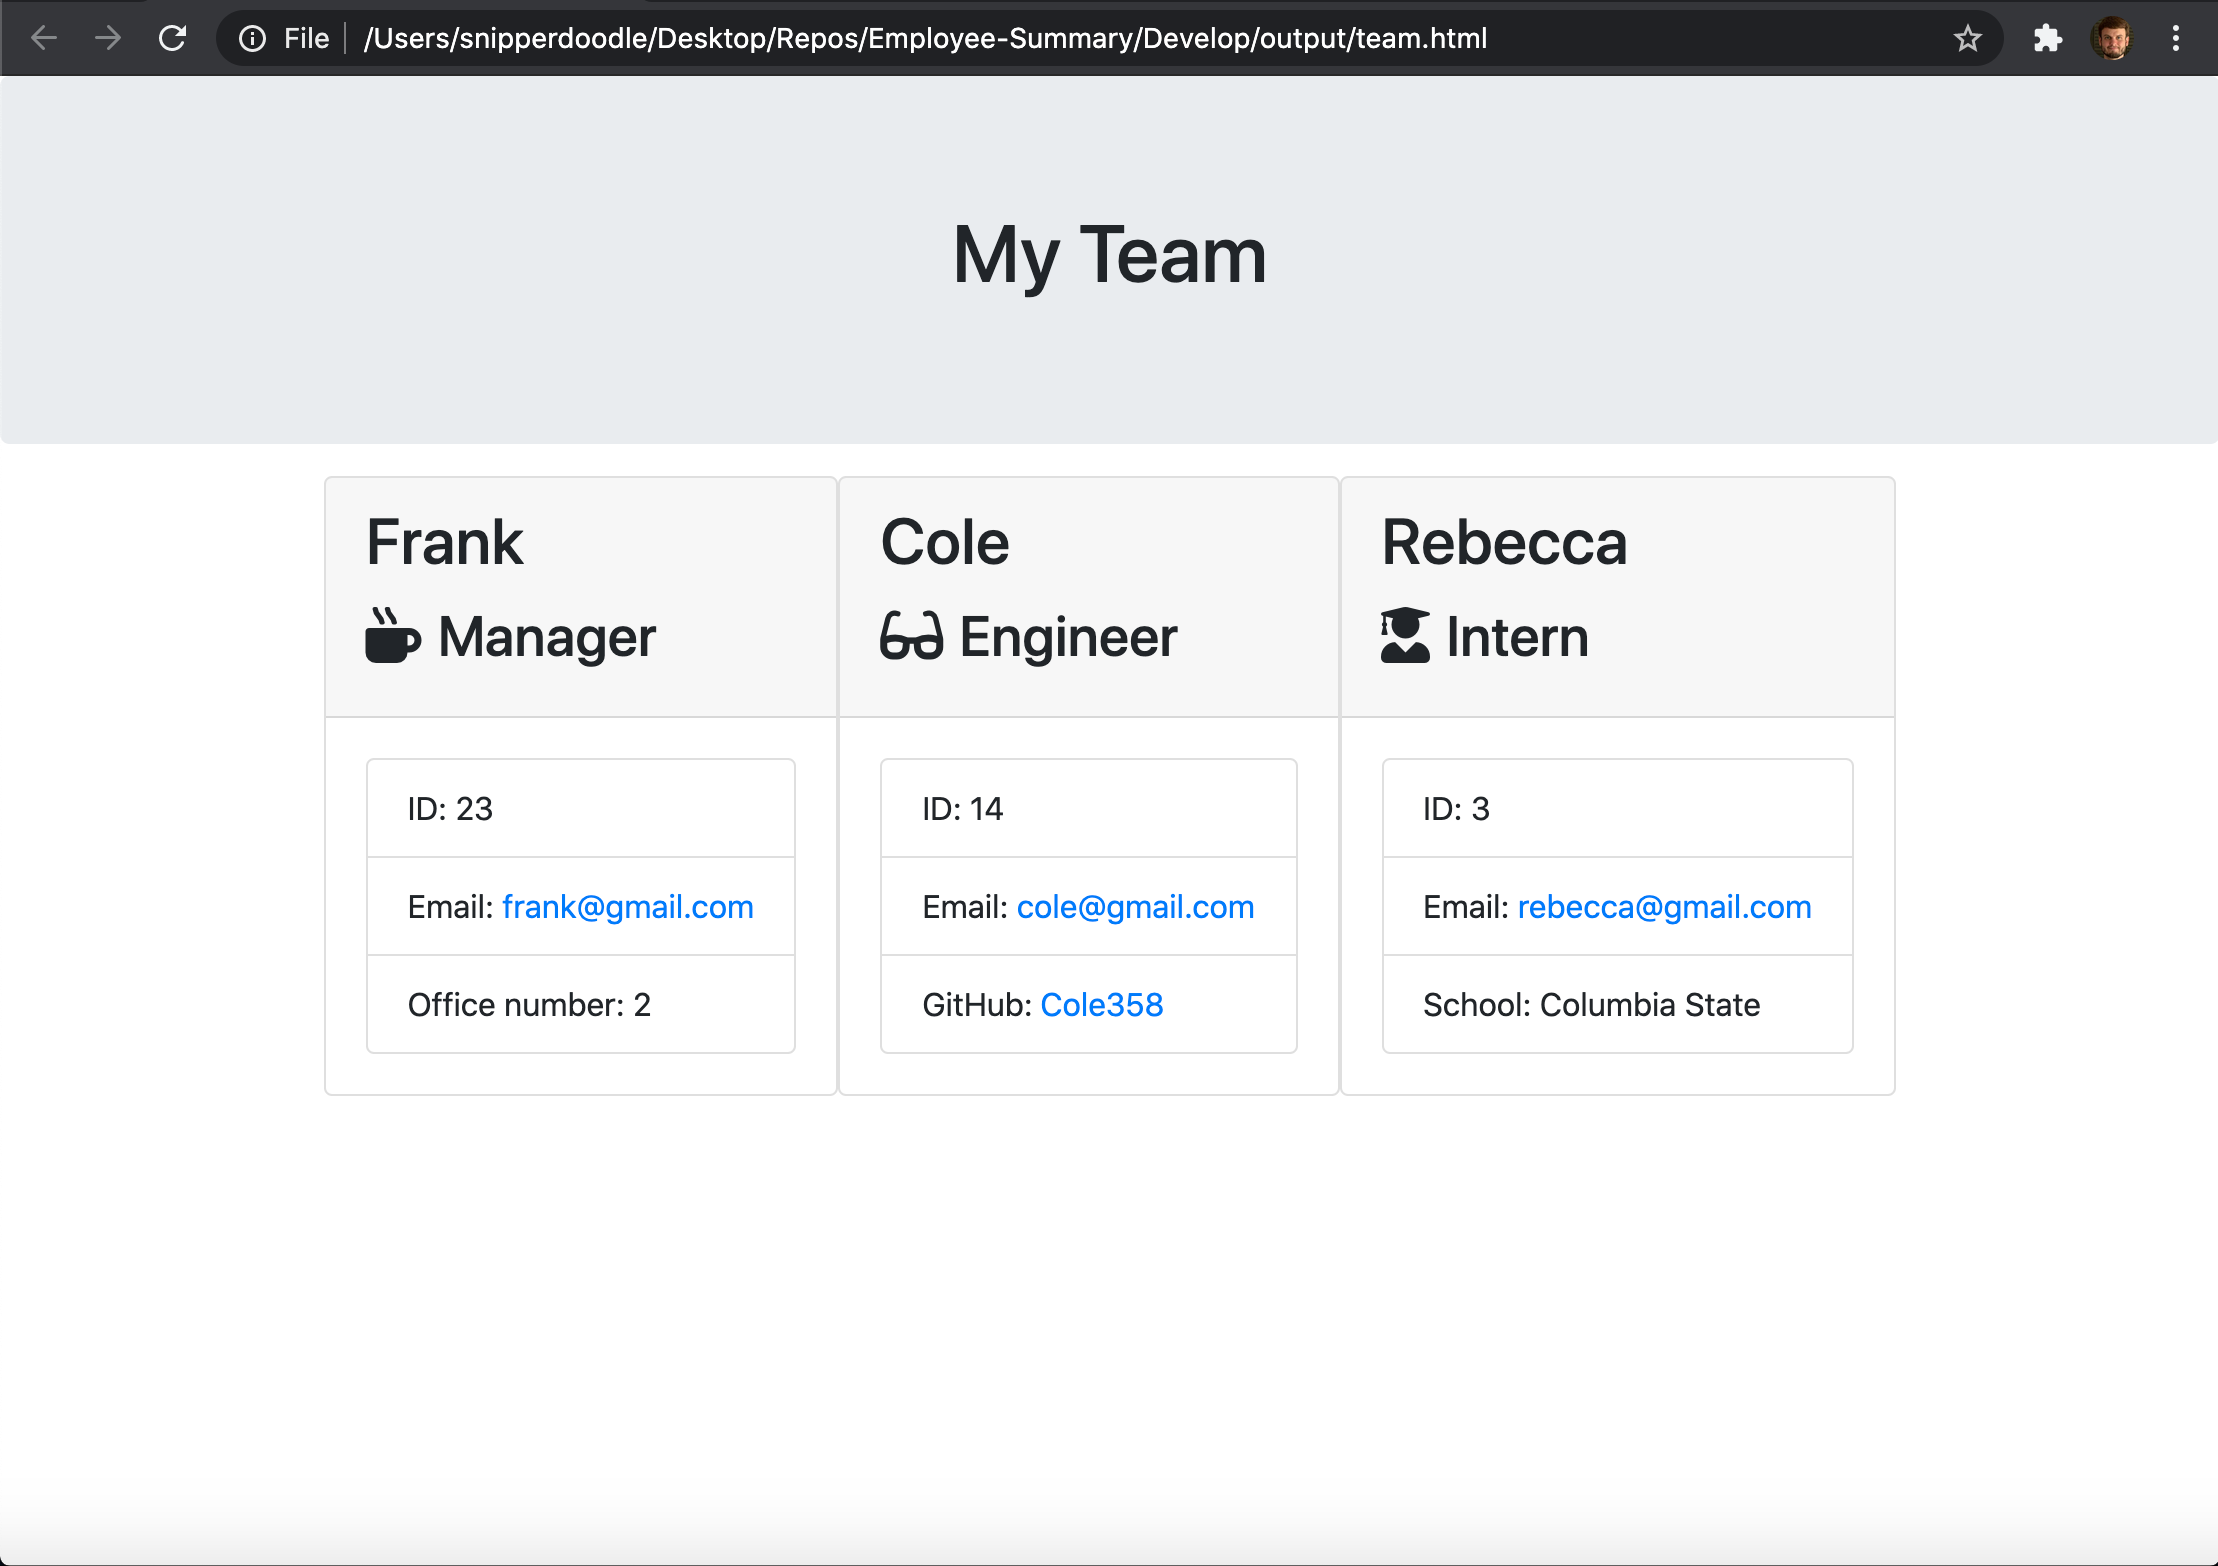 File /Users/snipperdoodle/Desktop/Repos/Employee-Summary/Develop/output/team.html
My Team
Frank
Manager
ID: 23
Email: frank@gmail.com
Office number: 2
Cole
Engineer
ID: 14
Email: cole@gmail.com
GitHub: Cole358
Rebecca
Intern
ID: 3
Email: rebecca@gmail.com
School: Columbia State